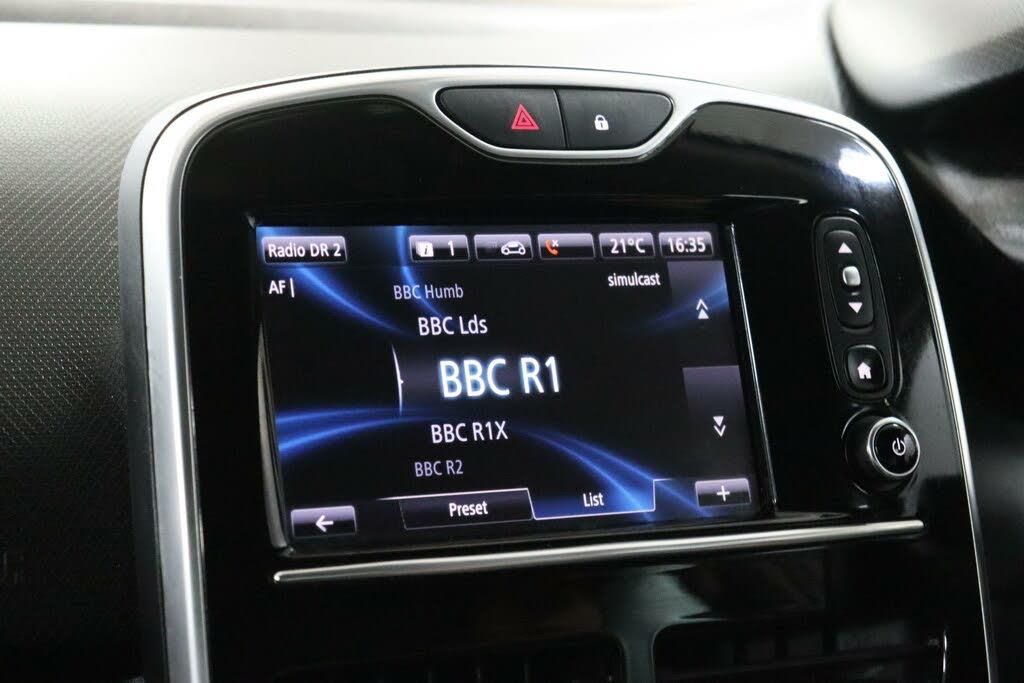 Radio DR 2 i 1 21°C 16:35
AF | BBC Humb simulcast
BBC Lds
BBC R1
BBC R1X
BBC R2
Preset List +